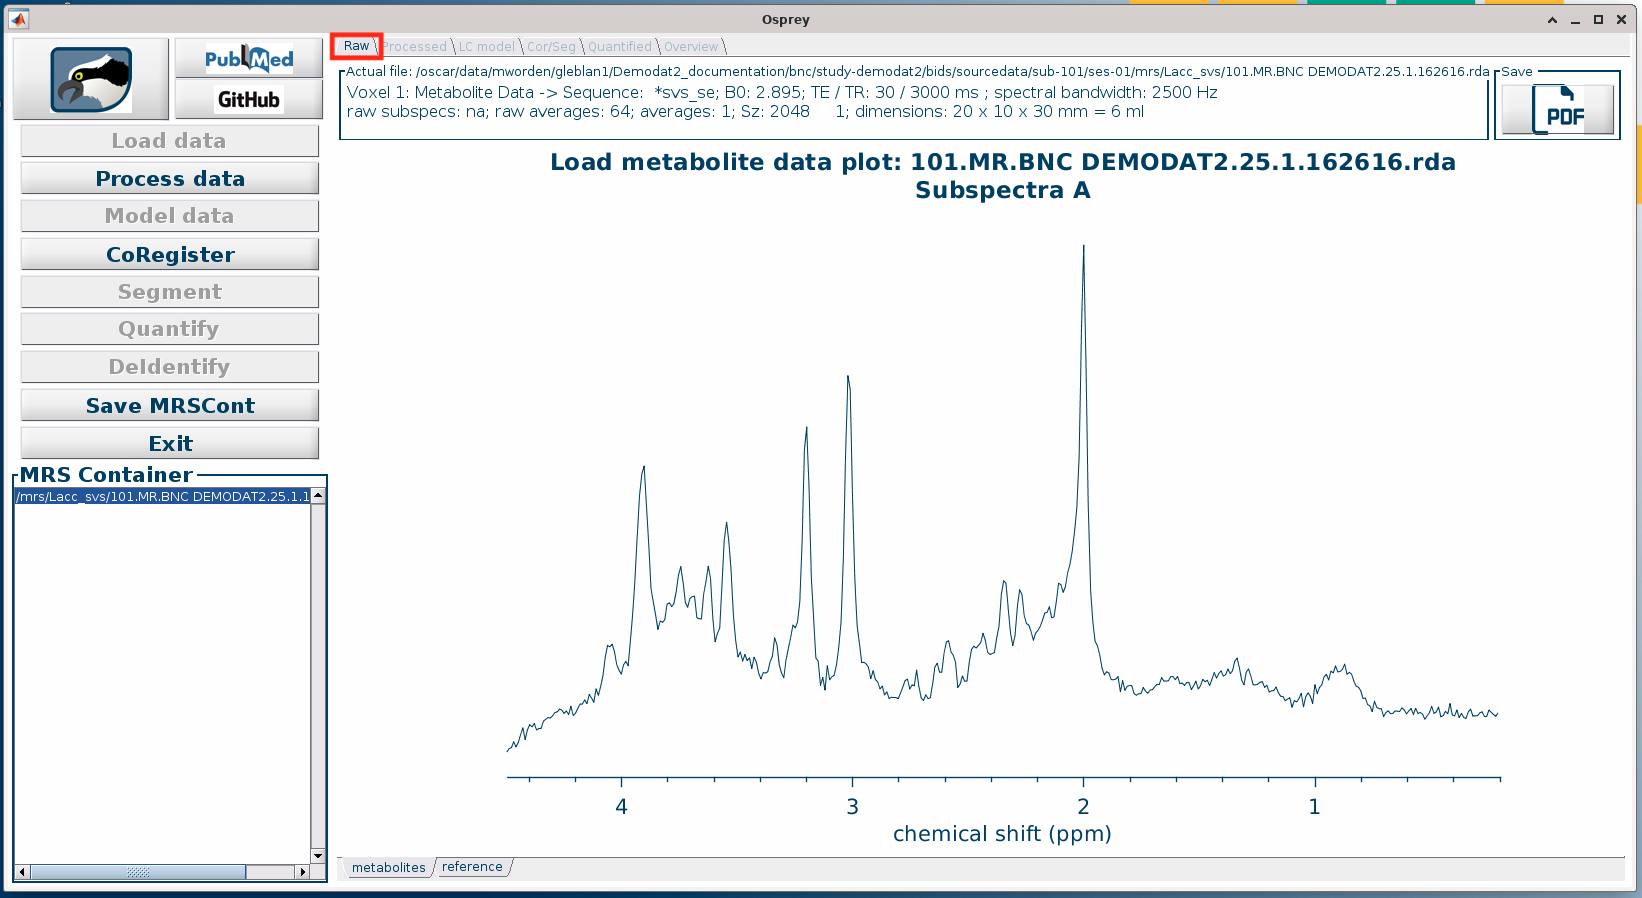 Osprey
PubMed
GitHub
Load data
Process data
Model data
CoRegister
Segment
Quantify
DeIdentify
Save MRSCont
Exit
MRS Container
/mrs/Lacc_svs/101.MR.BNC DEMODAT2.25.1.1
Raw Processed LC model Cor/Seg Quantified Overview
Actual file: /oscar/data/mworden/gleblan1/Demodat2_documentation/bnc/study-demodat2/bids/sourcedata/sub-101/ses-01/mrs/Lacc_svs/101.MR.BNC DEMODAT2.25.1.162616.rda
Voxel 1: Metabolite Data -> Sequence: *svs_se; B0: 2.895; TE / TR: 30 / 3000 ms ; spectral bandwidth: 2500 Hz
raw subspecs: na; raw averages: 64; averages: 1; Sz: 2048 1; dimensions: 20 x 10 x 30 mm = 6 ml
Save
PDF
Load metabolite data plot: 101.MR.BNC DEMODAT2.25.1.162616.rda
Subspectra A
4 3 2 1
chemical shift (ppm)
metabolites reference